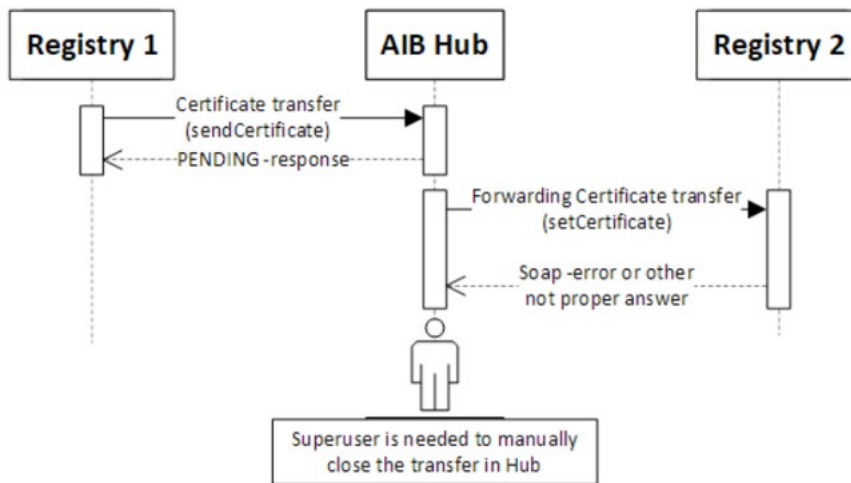 Registry 1
AIB Hub
Registry 2
Certificate transfer
(sendCertificate)
PENDING -response
Forwarding Certificate transfer
(setCertificate)
Soap -error or other
not proper answer
Superuser is needed to manually
close the transfer in Hub